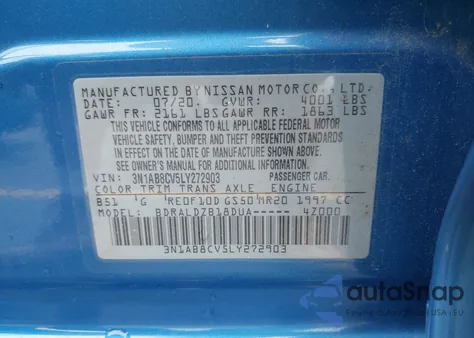 MANUFACTURED BY NISSAN MOTOR CO., LTD.
DATE: 07/20. GVWR: 4001 LBS
GAWR FR: 2161 LBS GAWR RR: 1863 LBS
THIS VEHICLE CONFORMS TO ALL APPLICABLE FEDERAL MOTOR
VEHICLE SAFETY, BUMPER, AND THEFT PREVENTION STANDARDS
IN EFFECT ON THE DATE OF MANUFACTURE SHOWN ABOVE.
SEE OWNER'S MANUAL FOR ADDITIONAL INFORMATION.
VIN: 3N1AB8CV5LY272903 PASSENGER CAR.
COLOR TRIM TRANS AXLE ENGINE
B51 G RE0F10D GS50 MR20 1997 CC
MODEL: BDRALDZB18DUA----- 4Z000
3N1AB8CV5LY272903
autoSnap